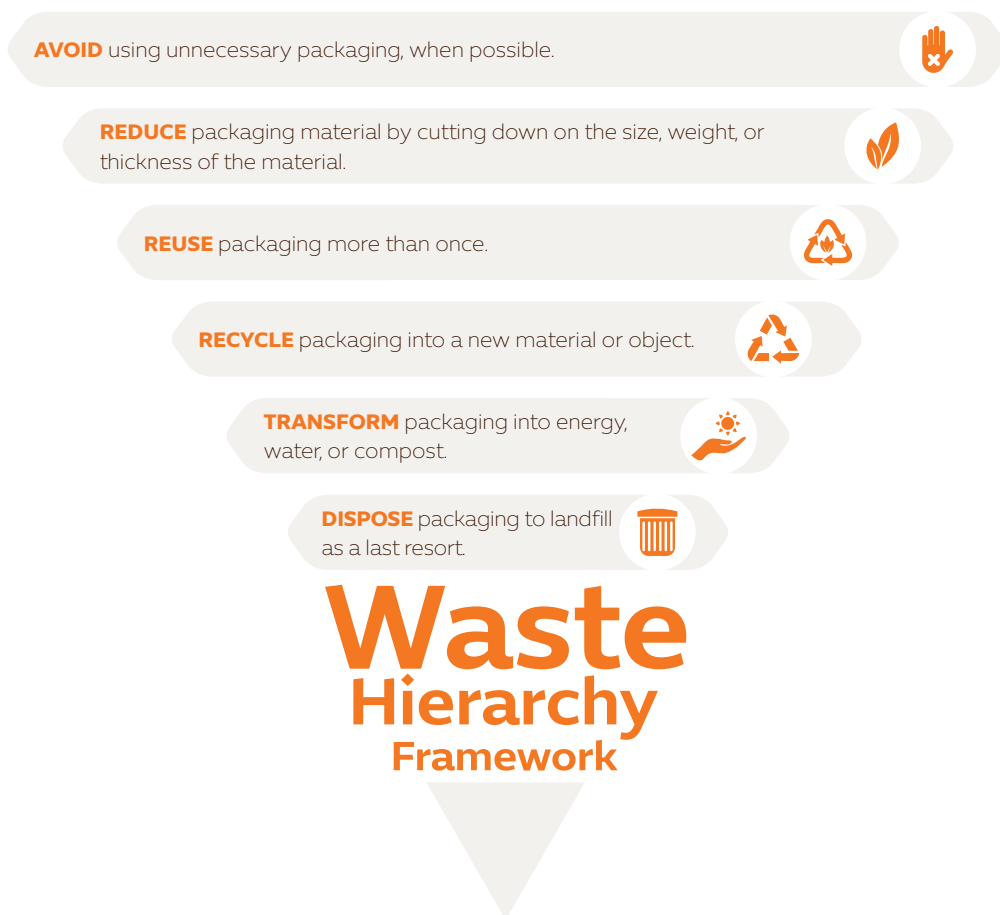 AVOID using unnecessary packaging, when possible.
REDUCE packaging material by cutting down on the size, weight, or
thickness of the material.
REUSE packaging more than once.
RECYCLE packaging into a new material or object.
TRANSFORM packaging into energy,
water, or compost.
DISPOSE packaging to landfill
as a last resort.
Waste
Hierarchy
Framework